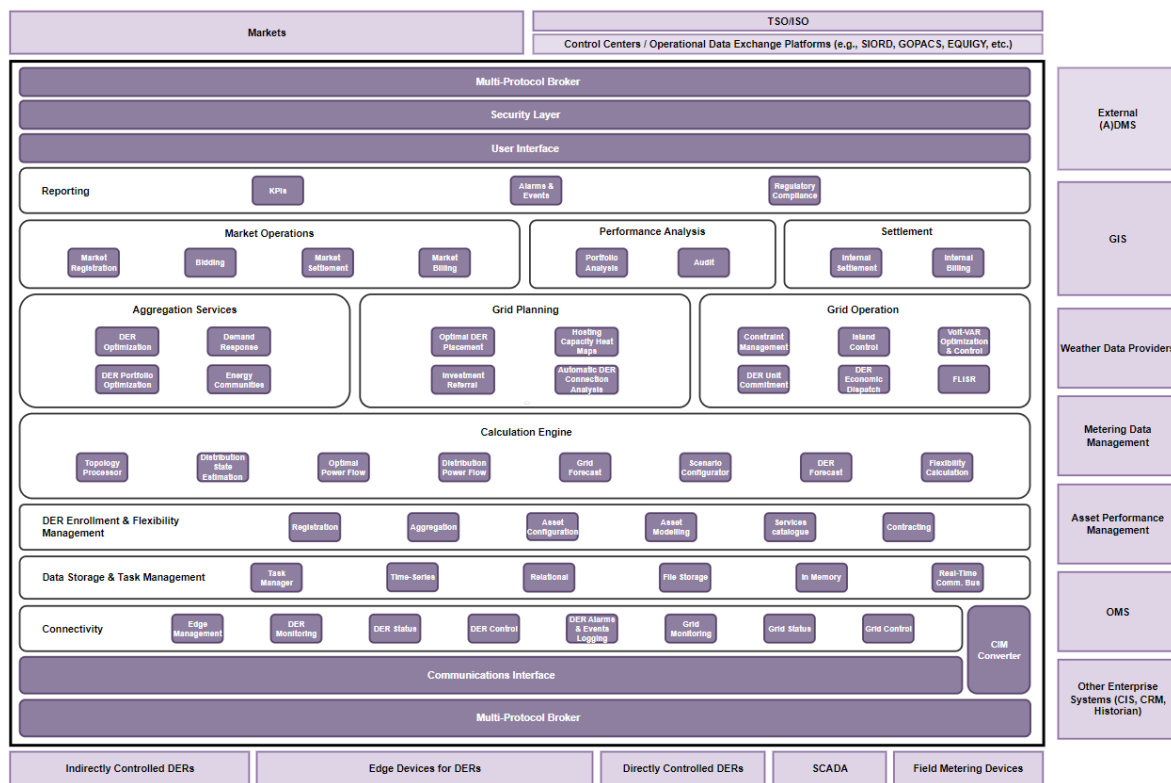 Markets
TSO/ISO
Control Centers / Operational Data Exchange Platforms (e.g., SIORD, GOPACS, EQUIGY, etc.)
Multi-Protocol Broker
Security Layer
User Interface
Reporting
KPIs
Alarms &
Events
Regulatory
Compliance
Market Operations
Market
Registration
Bidding
Market
Settlement
Market
Billing
Performance Analysis
Portfolio
Analysis
Audit
Settlement
Internal
Settlement
Internal
Billing
Aggregation Services
DER
Optimization
Demand
Response
DER Portfolio
Optimization
Energy
Communities
Grid Planning
Optimal DER
Placement
Hosting
Capacity Heat
Maps
Investment
Referral
Automatic DER
Connection
Analysis
Grid Operation
Constraint
Management
Island
Control
Volt-VAR
Optimization
& Control
DER Unit
Commitment
DER
Economic
Dispatch
FLISR
Calculation Engine
Topology
Processor
Distribution
State
Estimation
Optimal
Power Flow
Distribution
Power Flow
Grid
Forecast
Scenario
Configurator
DER
Forecast
Flexibility
Calculation
DER Enrollment & Flexibility
Management
Registration
Aggregation
Asset
Configuration
Asset
Modelling
Services
catalogue
Contracting
Data Storage & Task Management
Task
Manager
Time-Series
Relational
File Storage
In Memory
Real-Time
Comm. Bus
Connectivity
Edge
Management
DER
Monitoring
DER Status
DER Control
DER Alarms
& Events
Logging
Grid
Monitoring
Grid Status
Grid Control
CIM
Converter
Communications Interface
Multi-Protocol Broker
External
(A)DMS
GIS
Weather Data Providers
Metering Data
Management
Asset Performance
Management
OMS
Other Enterprise
Systems (CIS, CRM,
Historian)
Indirectly Controlled DERs
Edge Devices for DERs
Directly Controlled DERs
SCADA
Field Metering Devices